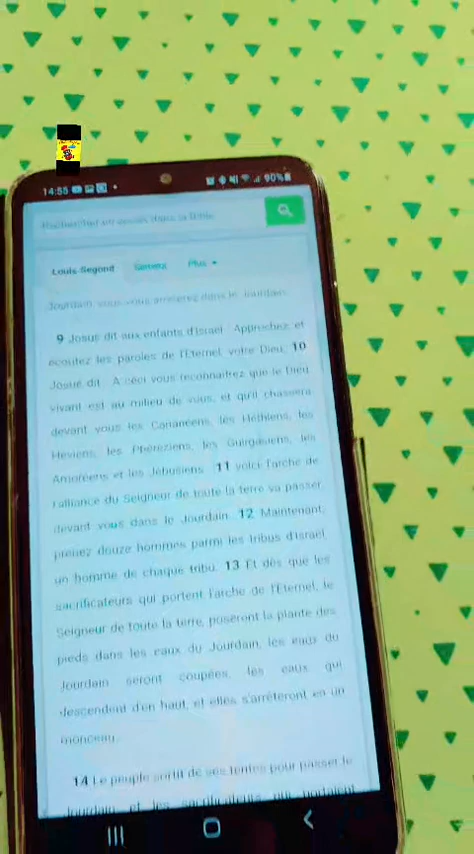 14:55
90%
Rechercher un verset dans la Bible
Louis-Segond
Semeur
Plus
Jourdain, vous vous arrêterez dans le Jourdain.
9 Josué dit aux enfants d'Israël : Approchez, et
écoutez les paroles de l'Éternel, votre Dieu. 10
Josué dit : A ceci vous reconnaîtrez que le Dieu
vivant est au milieu de vous, et qu'il chassera
devant vous les Cananéens, les Héthiens, les
Héviens, les Phéréziens, les Guirgasiens, les
Amoréens et les Jébusiens : 11 voici, l'arche de
l'alliance du Seigneur de toute la terre va passer
devant vous dans le Jourdain. 12 Maintenant,
prenez douze hommes parmi les tribus d'Israël,
un homme de chaque tribu. 13 Et dès que les
sacrificateurs qui portent l'arche de l'Éternel, le
Seigneur de toute la terre, poseront la plante des
pieds dans les eaux du Jourdain, les eaux du
Jourdain seront coupées, les eaux qui
descendent d'en haut, et elles s'arrêteront en un
monceau.
14 Le peuple sortit de ses tentes pour passer le
Jourdain, et les sacrificateurs qui portaient